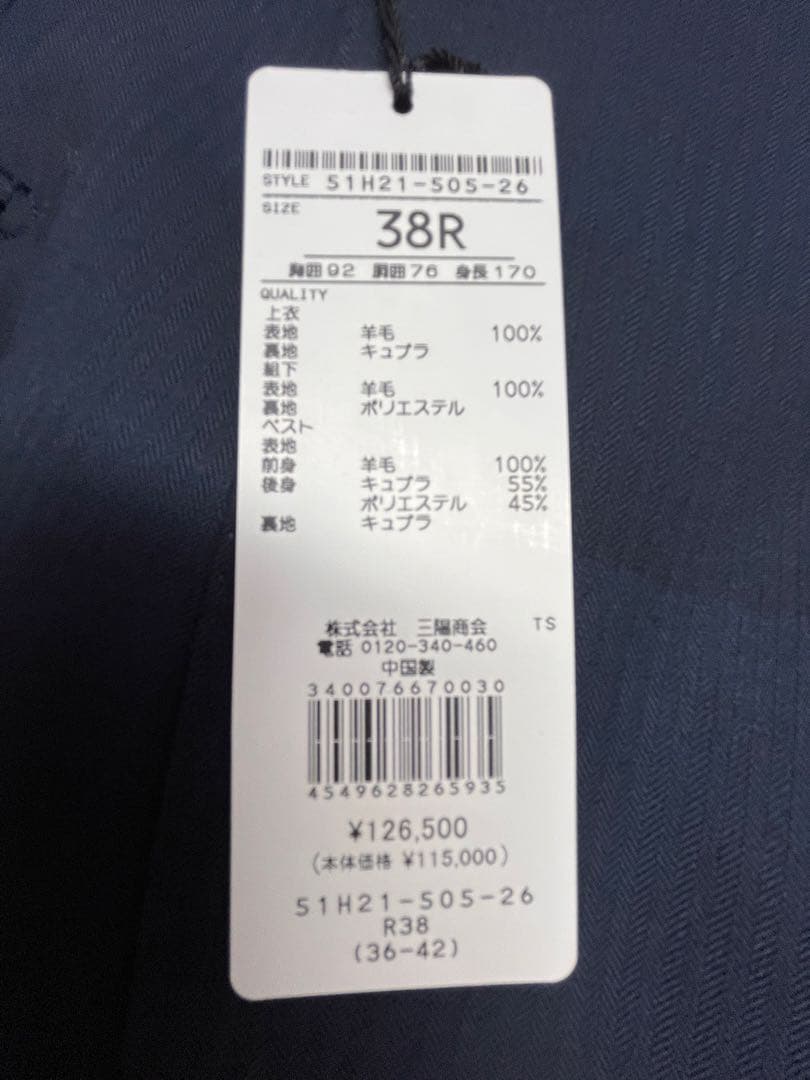 STYLE 51H21-505-26
SIZE
38R
胸囲92 胴囲76 身長170
QUALITY
上衣
表地 羊毛 100%
裏地 キュプラ
組下
表地 羊毛 100%
裏地 ポリエステル
ベスト
表地
前身 羊毛 100%
後身 キュプラ 55%
ポリエステル 45%
裏地 キュプラ
株式会社 三陽商会 TS
電話 0120-340-460
中国製
340076670030
4549628265935
¥126,500
(本体価格 ¥115,000)
51H21-505-26
R38
(36-42)